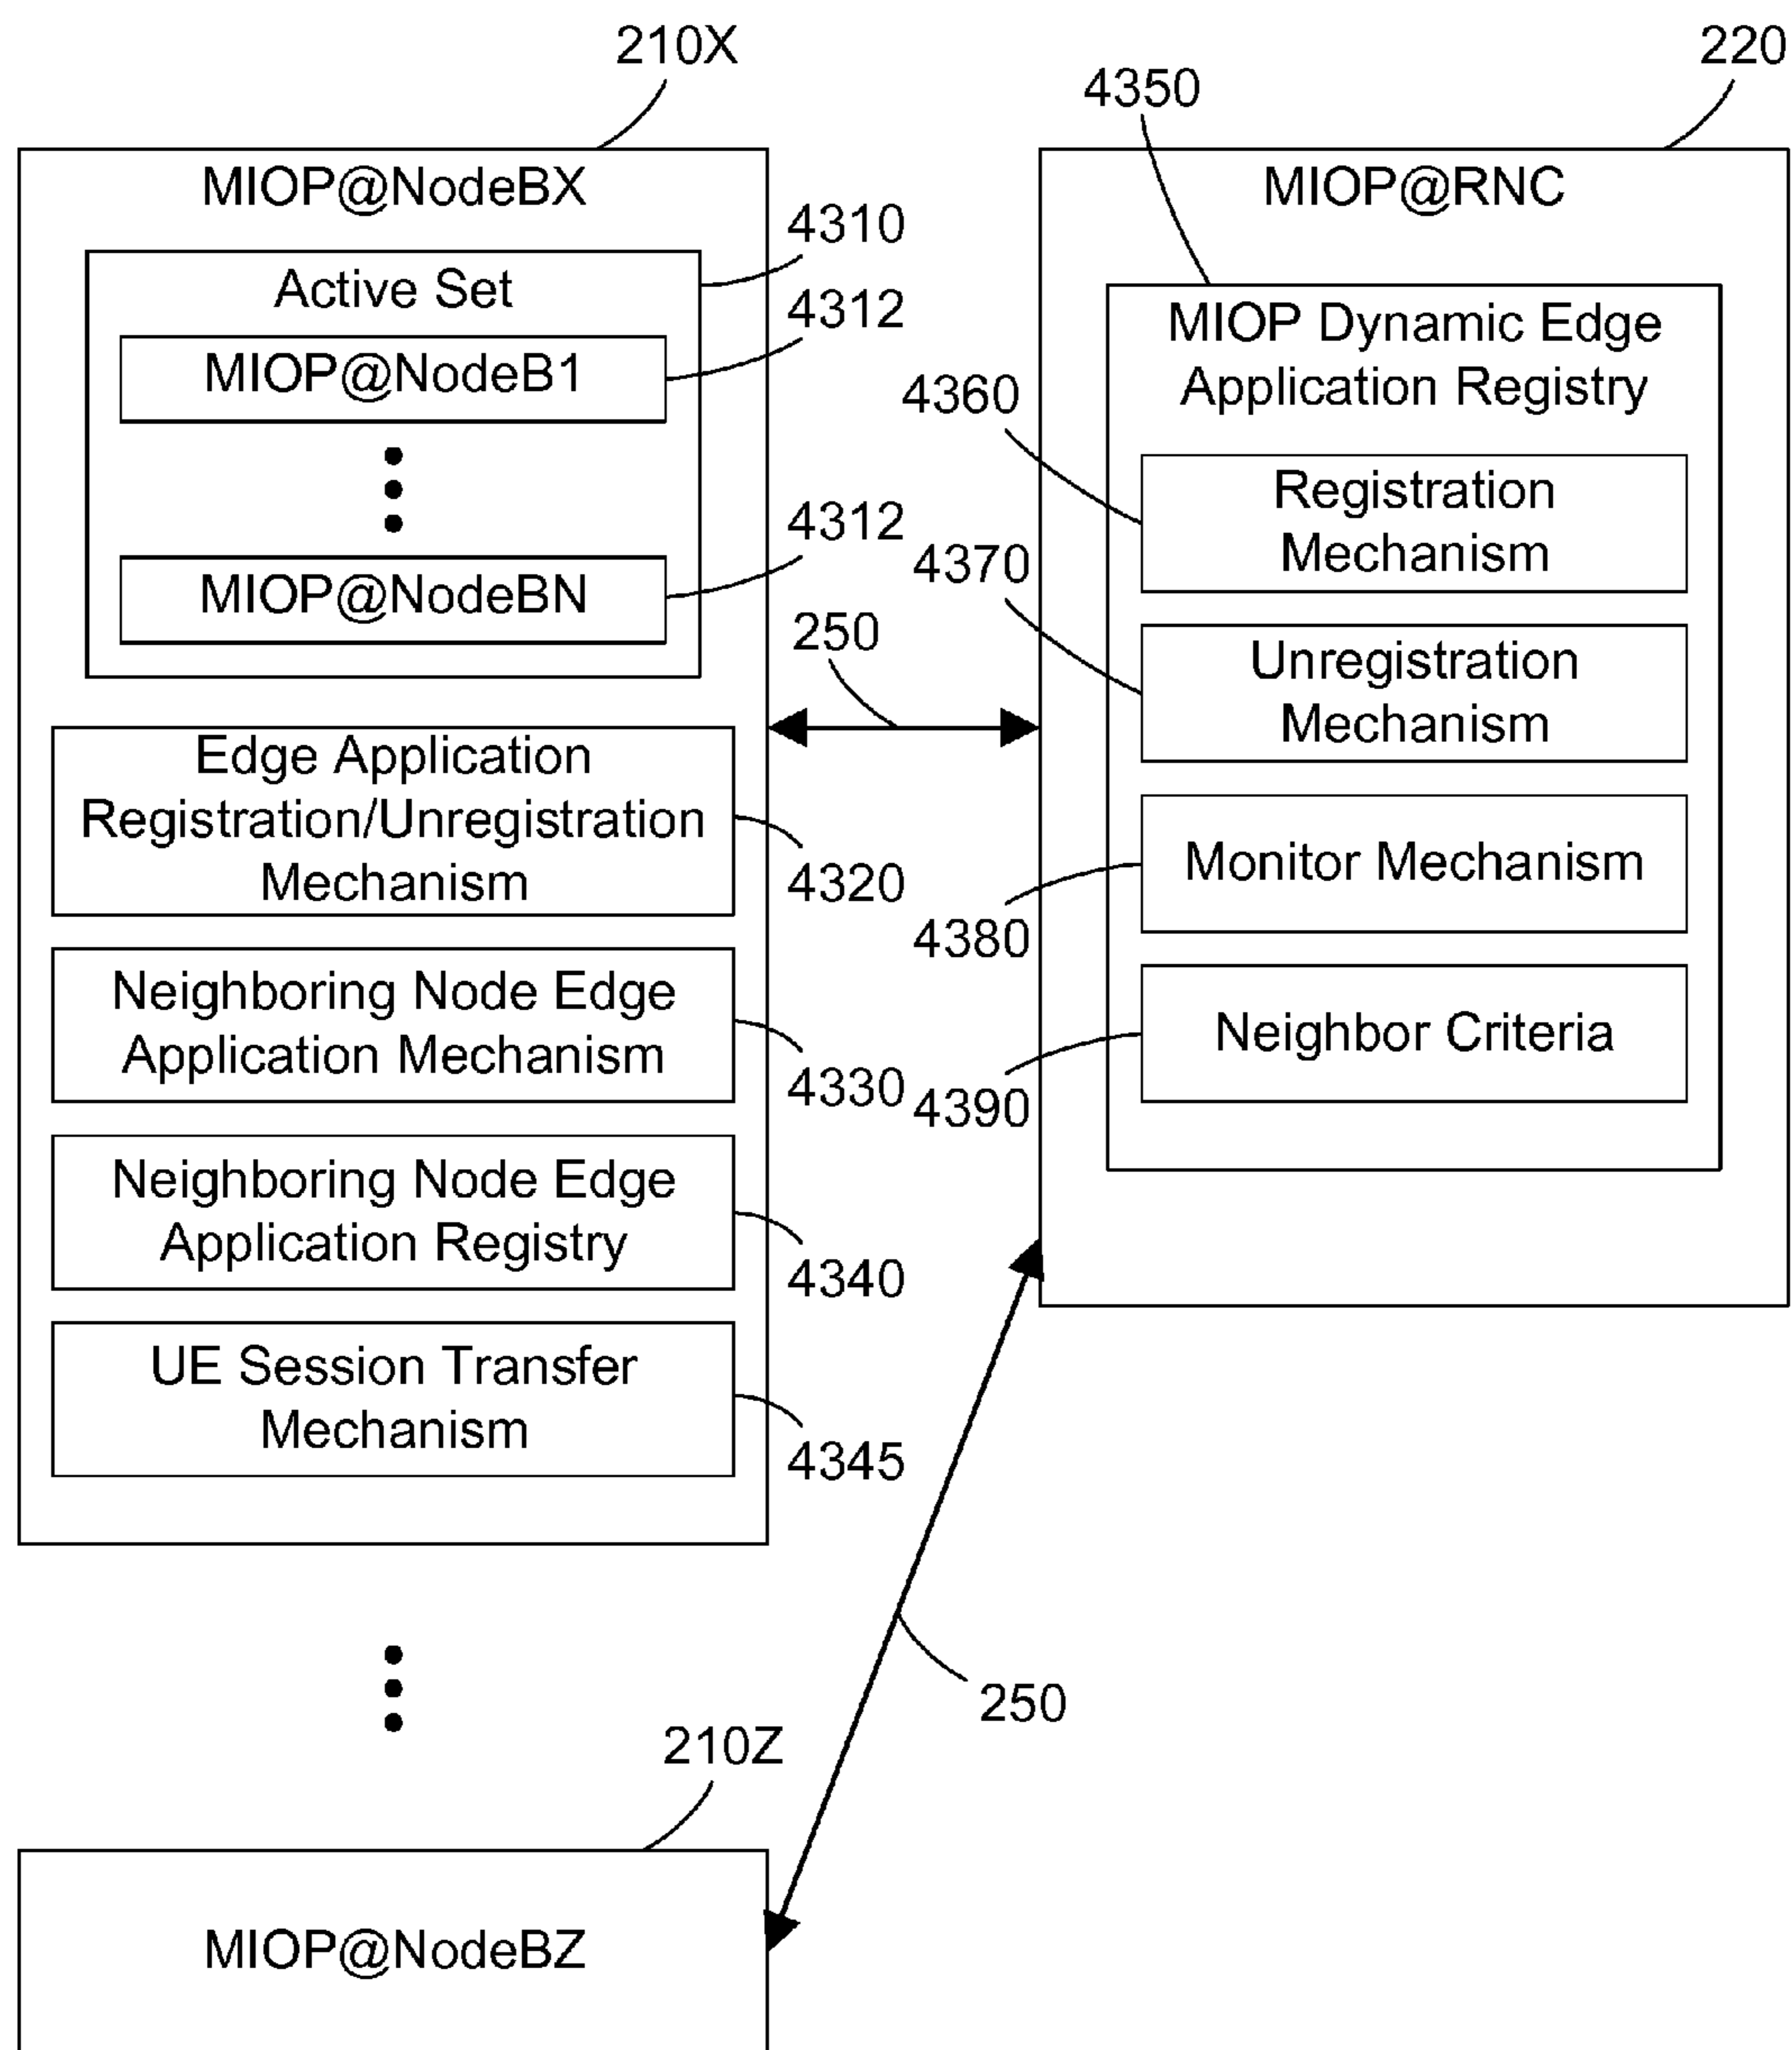 210X
220
4350
MIOP@NodeBX
MIOP@RNC
4310
Active Set
4312
MIOP@NodeB1
MIOP Dynamic Edge
Application Registry
4360
Registration
Mechanism
4312
MIOP@NodeBN
4370
250
Unregistration
Mechanism
Edge Application
Registration/Unregistration
Mechanism
4320
Monitor Mechanism
4380
Neighboring Node Edge
Application Mechanism
4330
Neighbor Criteria
4390
Neighboring Node Edge
Application Registry
4340
UE Session Transfer
Mechanism
4345
250
210Z
MIOP@NodeBZ